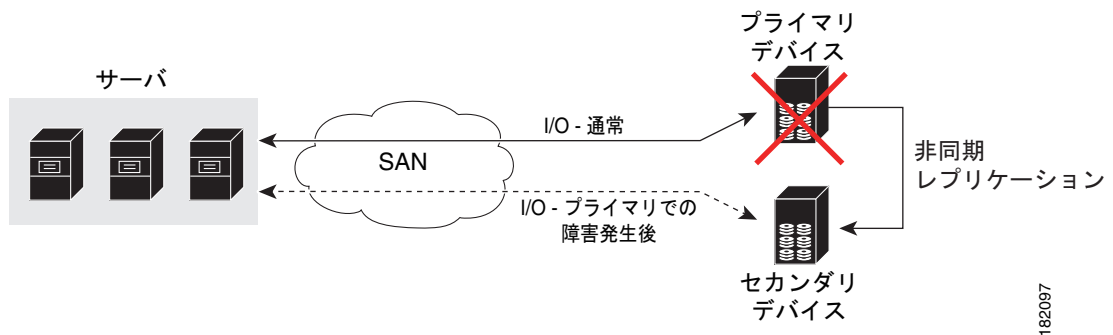 プライマリ
デバイス
サーバ
I/O - 通常
SAN
非同期
レプリケーション
I/O - プライマリでの
障害発生後
セカンダリ
デバイス
182097